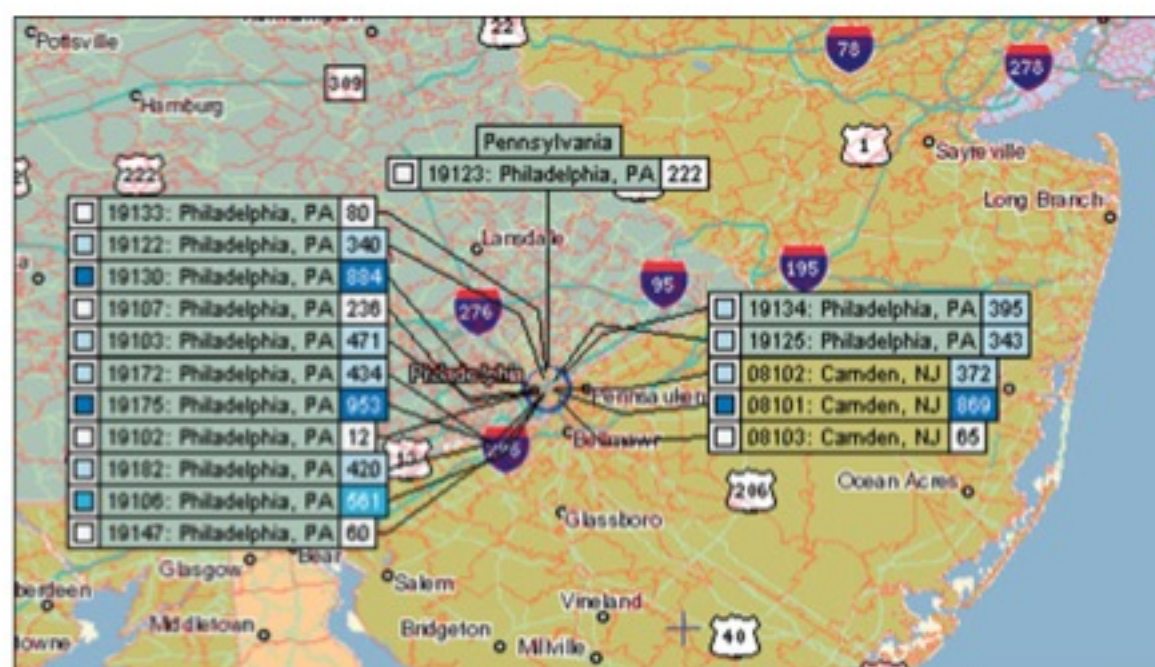 22
78
278
Pottsville
309
Hamburg
Pennsylvania
1
Sayreville
222
19123: Philadelphia, PA 222
Long Branch
19133: Philadelphia, PA 80
19122: Philadelphia, PA 340
19130: Philadelphia, PA 884
19107: Philadelphia, PA 236
19103: Philadelphia, PA 471
19172: Philadelphia, PA 434
19175: Philadelphia, PA 953
19102: Philadelphia, PA 12
19182: Philadelphia, PA 420
19106: Philadelphia, PA 561
19147: Philadelphia, PA 60
Lansdale
276
95
195
19134: Philadelphia, PA 395
19125: Philadelphia, PA 343
08102: Camden, NJ 372
08101: Camden, NJ 869
08103: Camden, NJ 65
Philadelphia
Pennsauken
Bellmawr
295
13
206
Ocean Acres
Glassboro
Bear
Glasgow
Salem
Vineland
Middletown
Bridgeton
Millville
40